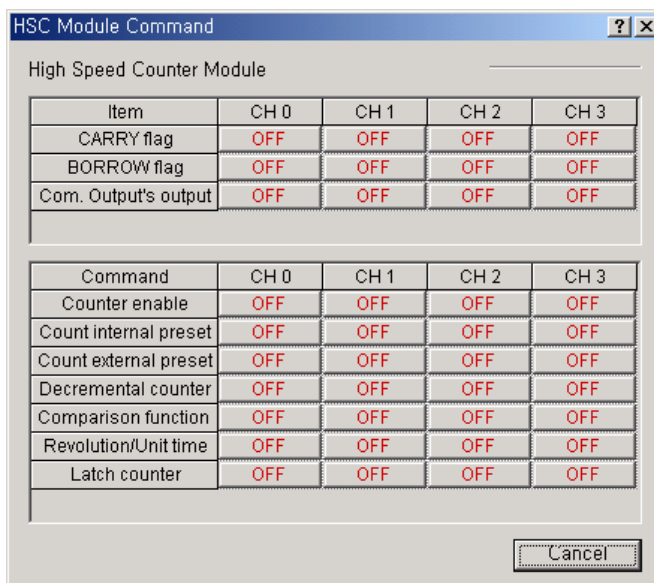 HSC Module Command ? ×
High Speed Counter Module
Item CH 0 CH 1 CH 2 CH 3
CARRY flag OFF OFF OFF OFF
BORROW flag OFF OFF OFF OFF
Com. Output's output OFF OFF OFF OFF
Command CH 0 CH 1 CH 2 CH 3
Counter enable OFF OFF OFF OFF
Count internal preset OFF OFF OFF OFF
Count external preset OFF OFF OFF OFF
Decremental counter OFF OFF OFF OFF
Comparison function OFF OFF OFF OFF
Revolution/Unit time OFF OFF OFF OFF
Latch counter OFF OFF OFF OFF
Cancel